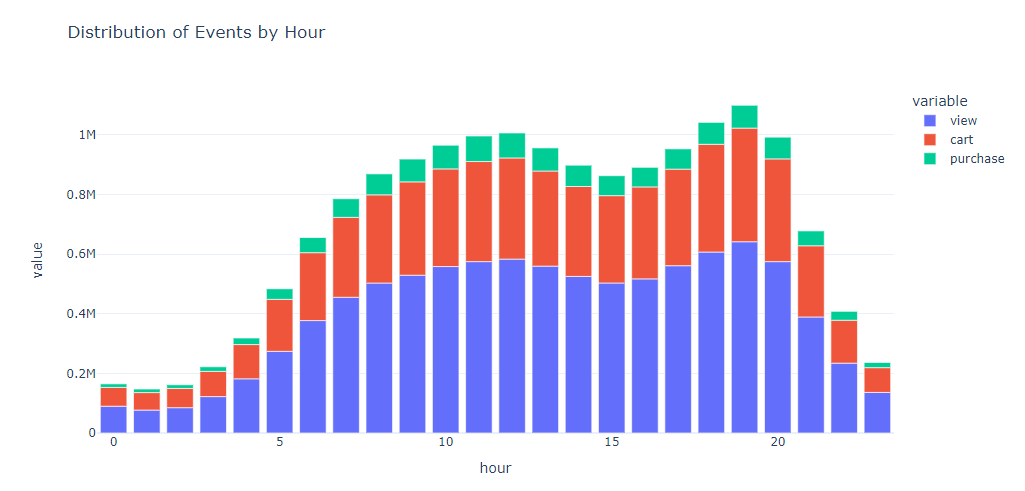 Distribution of Events by Hour
variable
view
cart
purchase
1M
0.8M
0.6M
0.4M
0.2M
0
value
0 5 10 15 20
hour